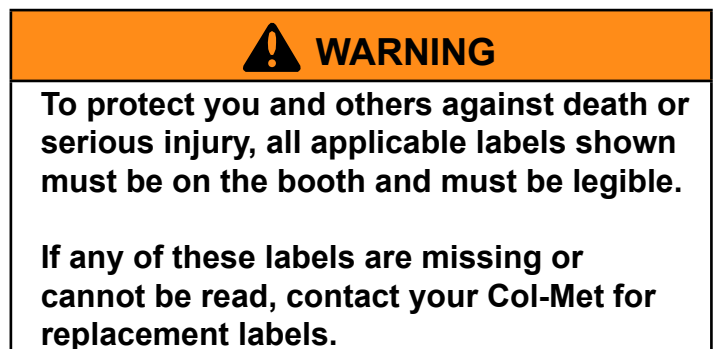 WARNING
To protect you and others against death or
serious injury, all applicable labels shown
must be on the booth and must be legible.
If any of these labels are missing or
cannot be read, contact your Col-Met for
replacement labels.